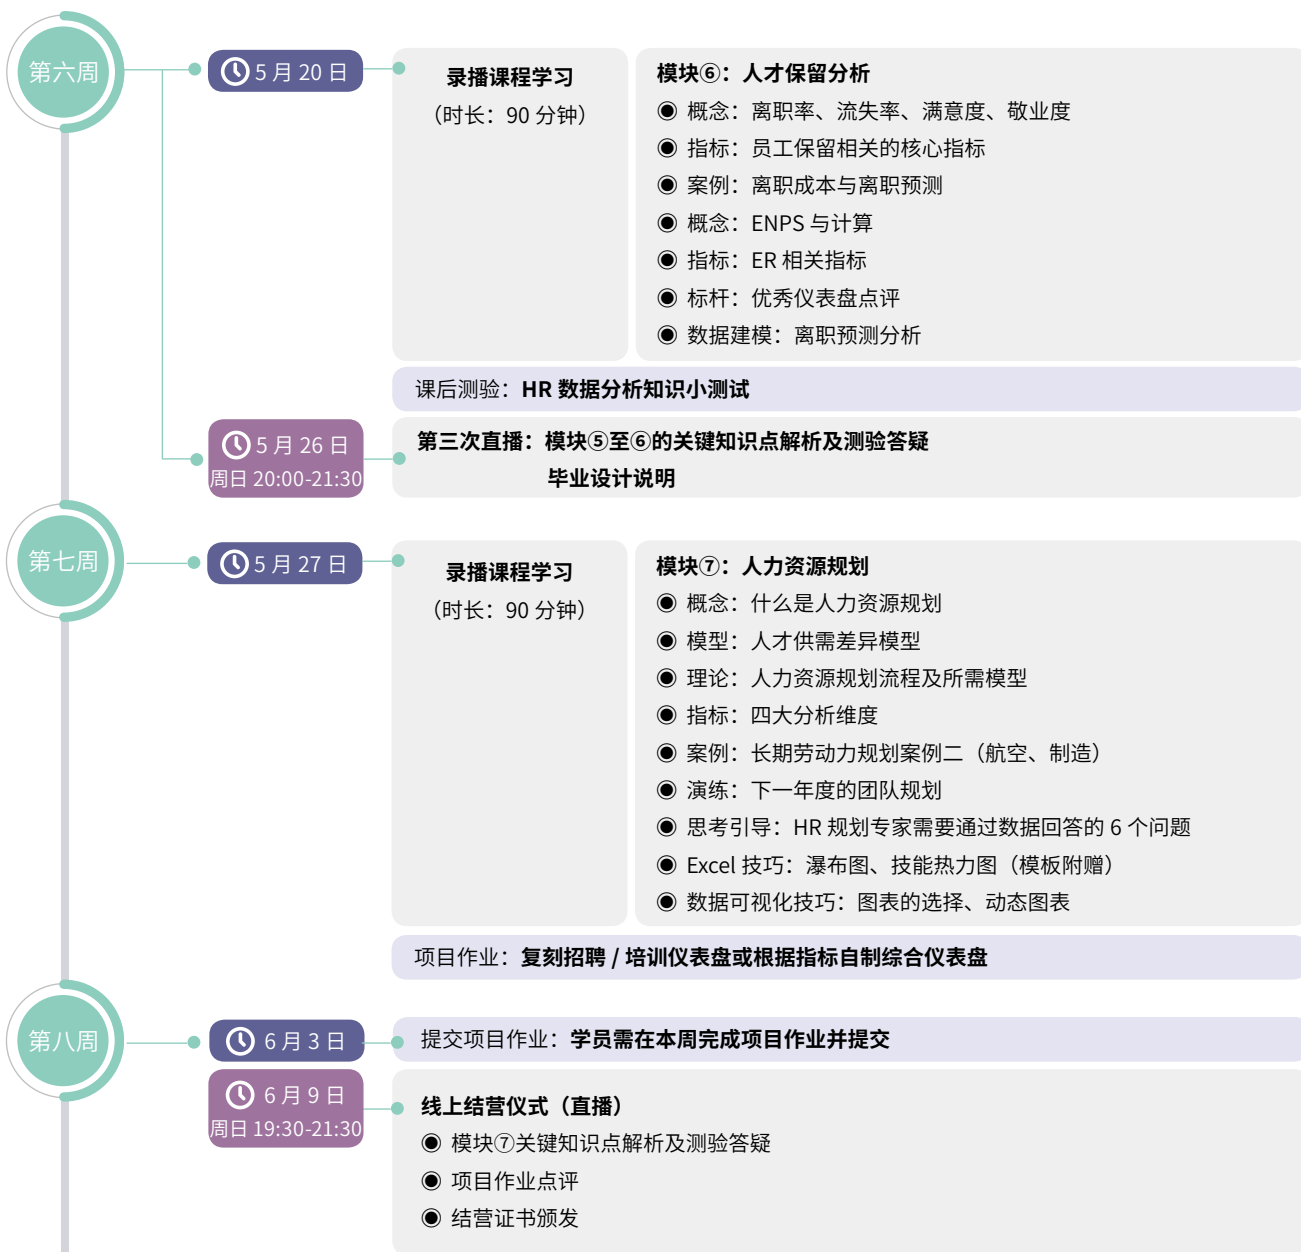 第六周
5 月 20 日
录播课程学习
（时长：90 分钟）
模块⑥：人才保留分析
◉ 概念：离职率、流失率、满意度、敬业度
◉ 指标：员工保留相关的核心指标
◉ 案例：离职成本与离职预测
◉ 概念：ENPS 与计算
◉ 指标：ER 相关指标
◉ 标杆：优秀仪表盘点评
◉ 数据建模：离职预测分析
课后测验：HR 数据分析知识小测试
5 月 26 日
周日 20:00-21:30
第三次直播：模块⑤至⑥的关键知识点解析及测验答疑
毕业设计说明
第七周
5 月 27 日
录播课程学习
（时长：90 分钟）
模块⑦：人力资源规划
◉ 概念：什么是人力资源规划
◉ 模型：人才供需差异模型
◉ 理论：人力资源规划流程及所需模型
◉ 指标：四大分析维度
◉ 案例：长期劳动力规划案例二（航空、制造）
◉ 演练：下一年度的团队规划
◉ 思考引导：HR 规划专家需要通过数据回答的 6 个问题
◉ Excel 技巧：瀑布图、技能热力图（模板附赠）
◉ 数据可视化技巧：图表的选择、动态图表
项目作业：复刻招聘 / 培训仪表盘或根据指标自制综合仪表盘
第八周
6 月 3 日
提交项目作业：学员需在本周完成项目作业并提交
6 月 9 日
周日 19:30-21:30
线上结营仪式（直播）
◉ 模块⑦关键知识点解析及测验答疑
◉ 项目作业点评
◉ 结营证书颁发